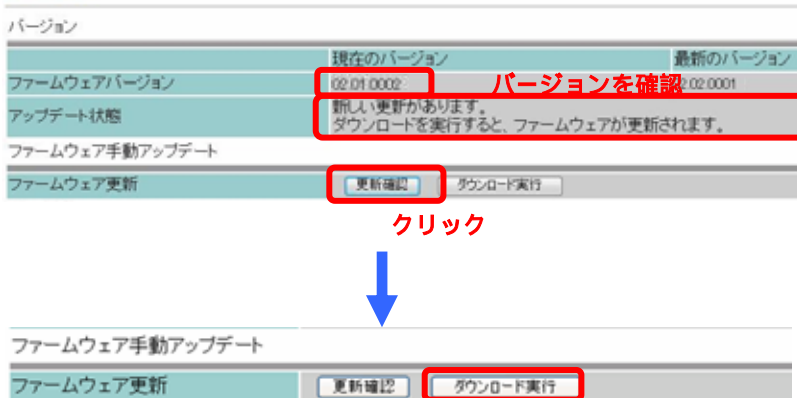 バージョン
現在のバージョン 最新のバージョン
ファームウェアバージョン 02.01.0002 バージョンを確認 2.02.0001
アップデート状態 新しい更新があります。
ダウンロードを実行すると、ファームウェアが更新されます。
ファームウェア手動アップデート
ファームウェア更新 更新確認 ダウンロード実行
クリック
ファームウェア手動アップデート
ファームウェア更新 更新確認 ダウンロード実行